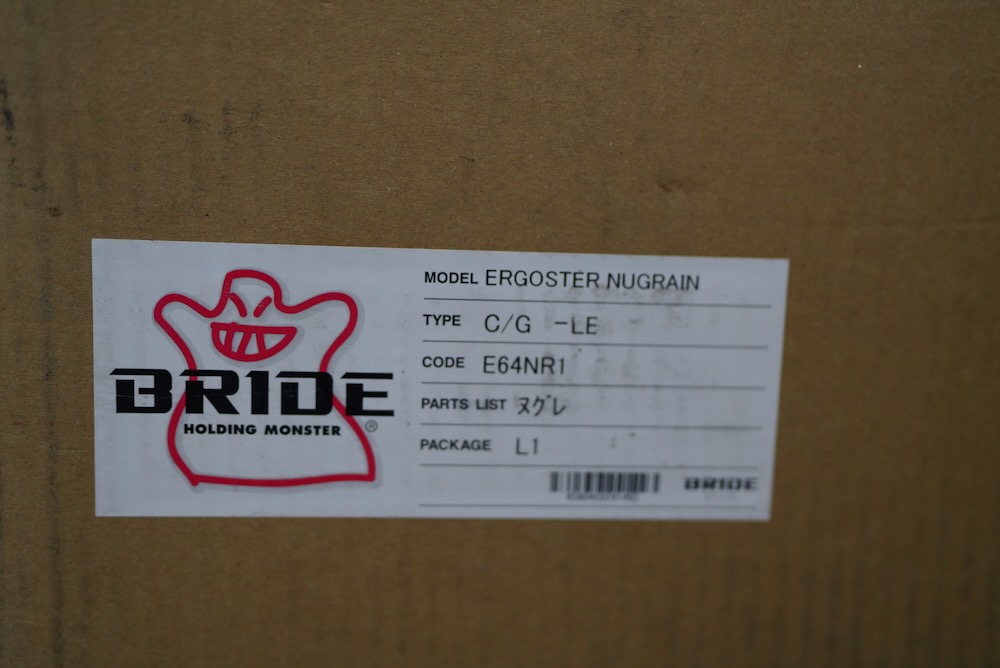 BRIDE
HOLDING MONSTER
®
MODEL ERGOSTER NUGRAIN
TYPE C/G -LE
CODE E64NR1
PARTS LIST ヌグレ
PACKAGE L1
BRIDE